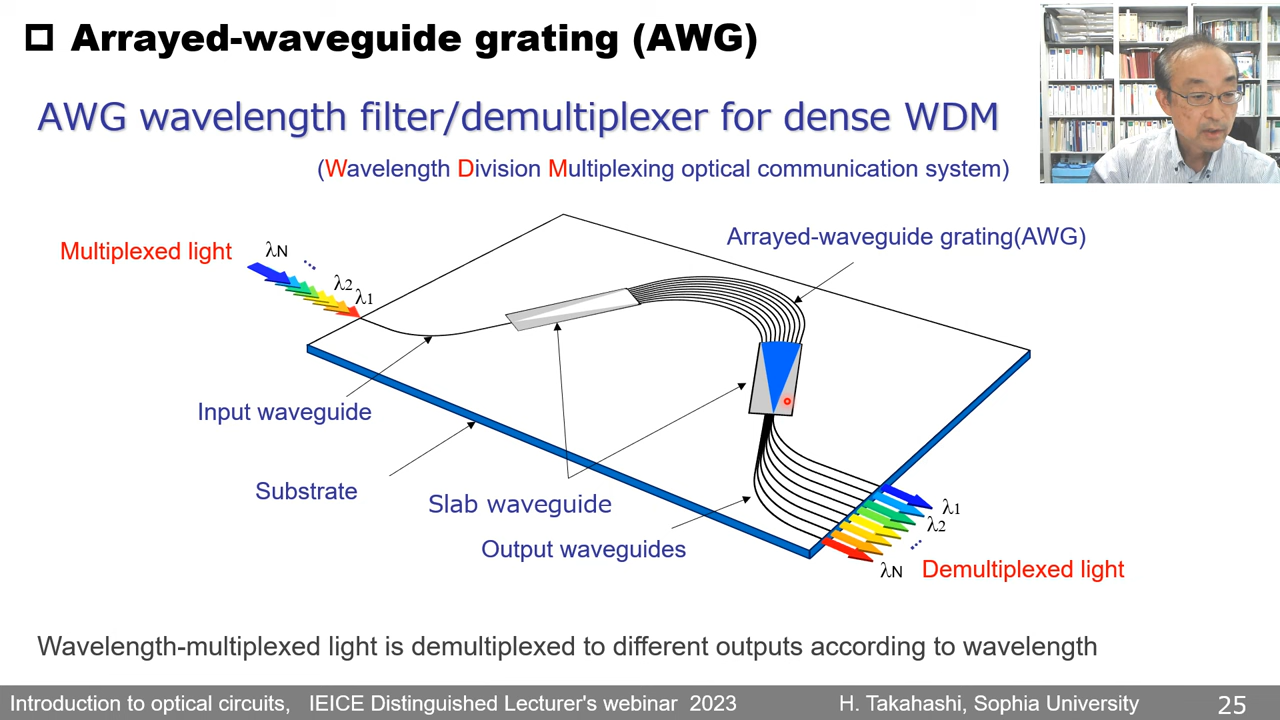 Arrayed-waveguide grating (AWG)
AWG wavelength filter/demultiplexer for dense WDM
(Wavelength Division Multiplexing optical communication system)
Multiplexed light
λN
λ2
λ1
Arrayed-waveguide grating(AWG)
Input waveguide
Substrate
Slab waveguide
Output waveguides
λ1
λ2
λN
Demultiplexed light
Wavelength-multiplexed light is demultiplexed to different outputs according to wavelength
Introduction to optical circuits, IEICE Distinguished Lecturer's webinar 2023 H. Takahashi, Sophia University 25